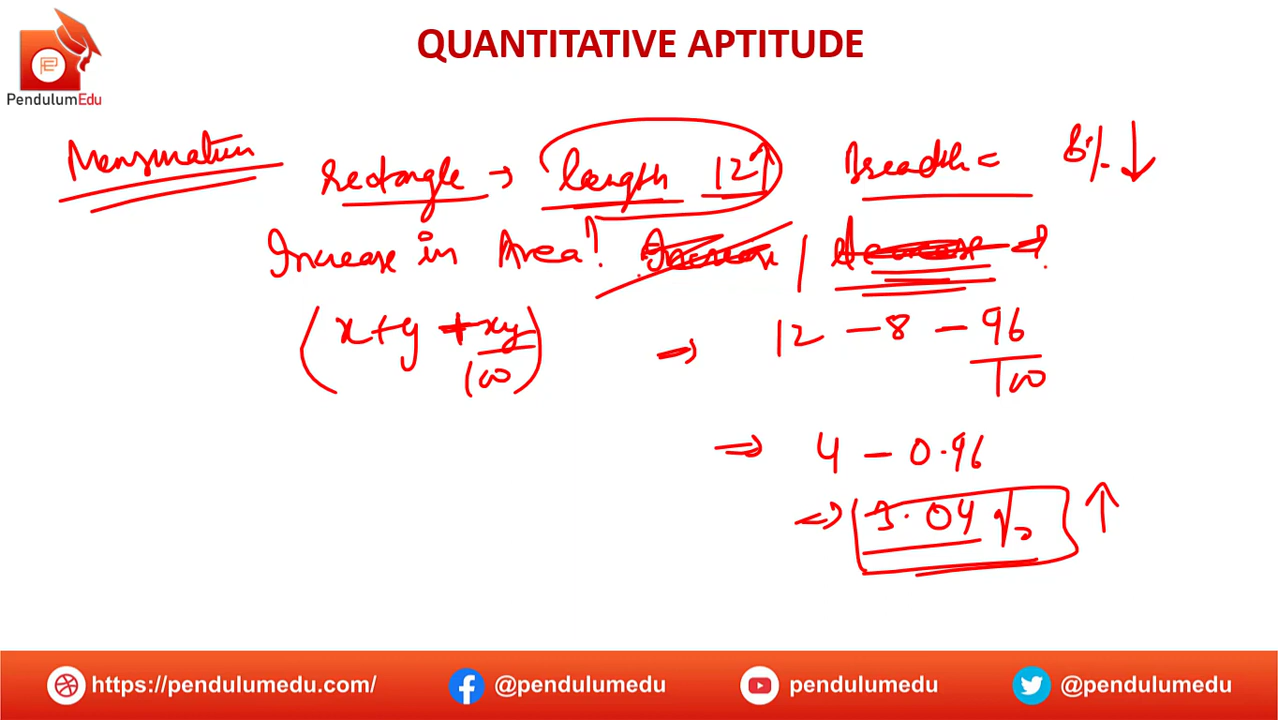 QUANTITATIVE APTITUDE
PendulumEdu
Mensuration
rectangle → length 12↑ Breadth = 8% ↓
Increase in Area? Increase / decrease →?
(x+y + xy/100) → 12 - 8 - 96/100
⇒ 4 - 0.96
⇒ 3.04 % ↑
https://pendulumedu.com/ @pendulumedu pendulumedu @pendulumedu